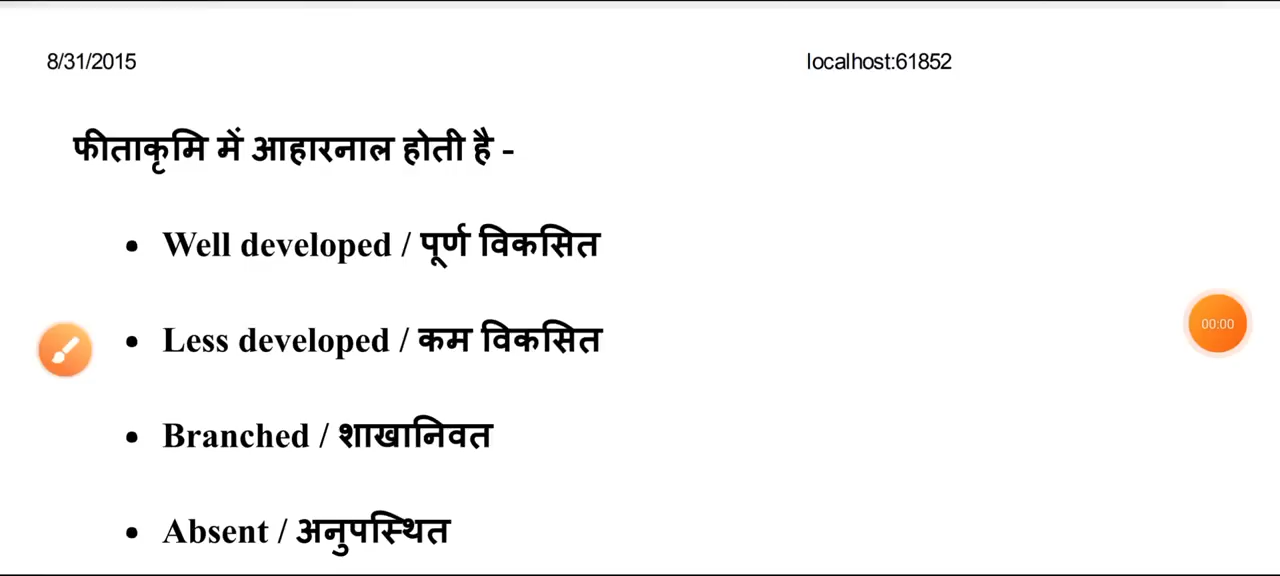 8/31/2015 localhost:61852
फीताकृमि में आहारनाल होती है -
• Well developed / पूर्ण विकसित
• Less developed / कम विकसित
00:00
• Branched / शाखानिवत
• Absent / अनुपस्थित